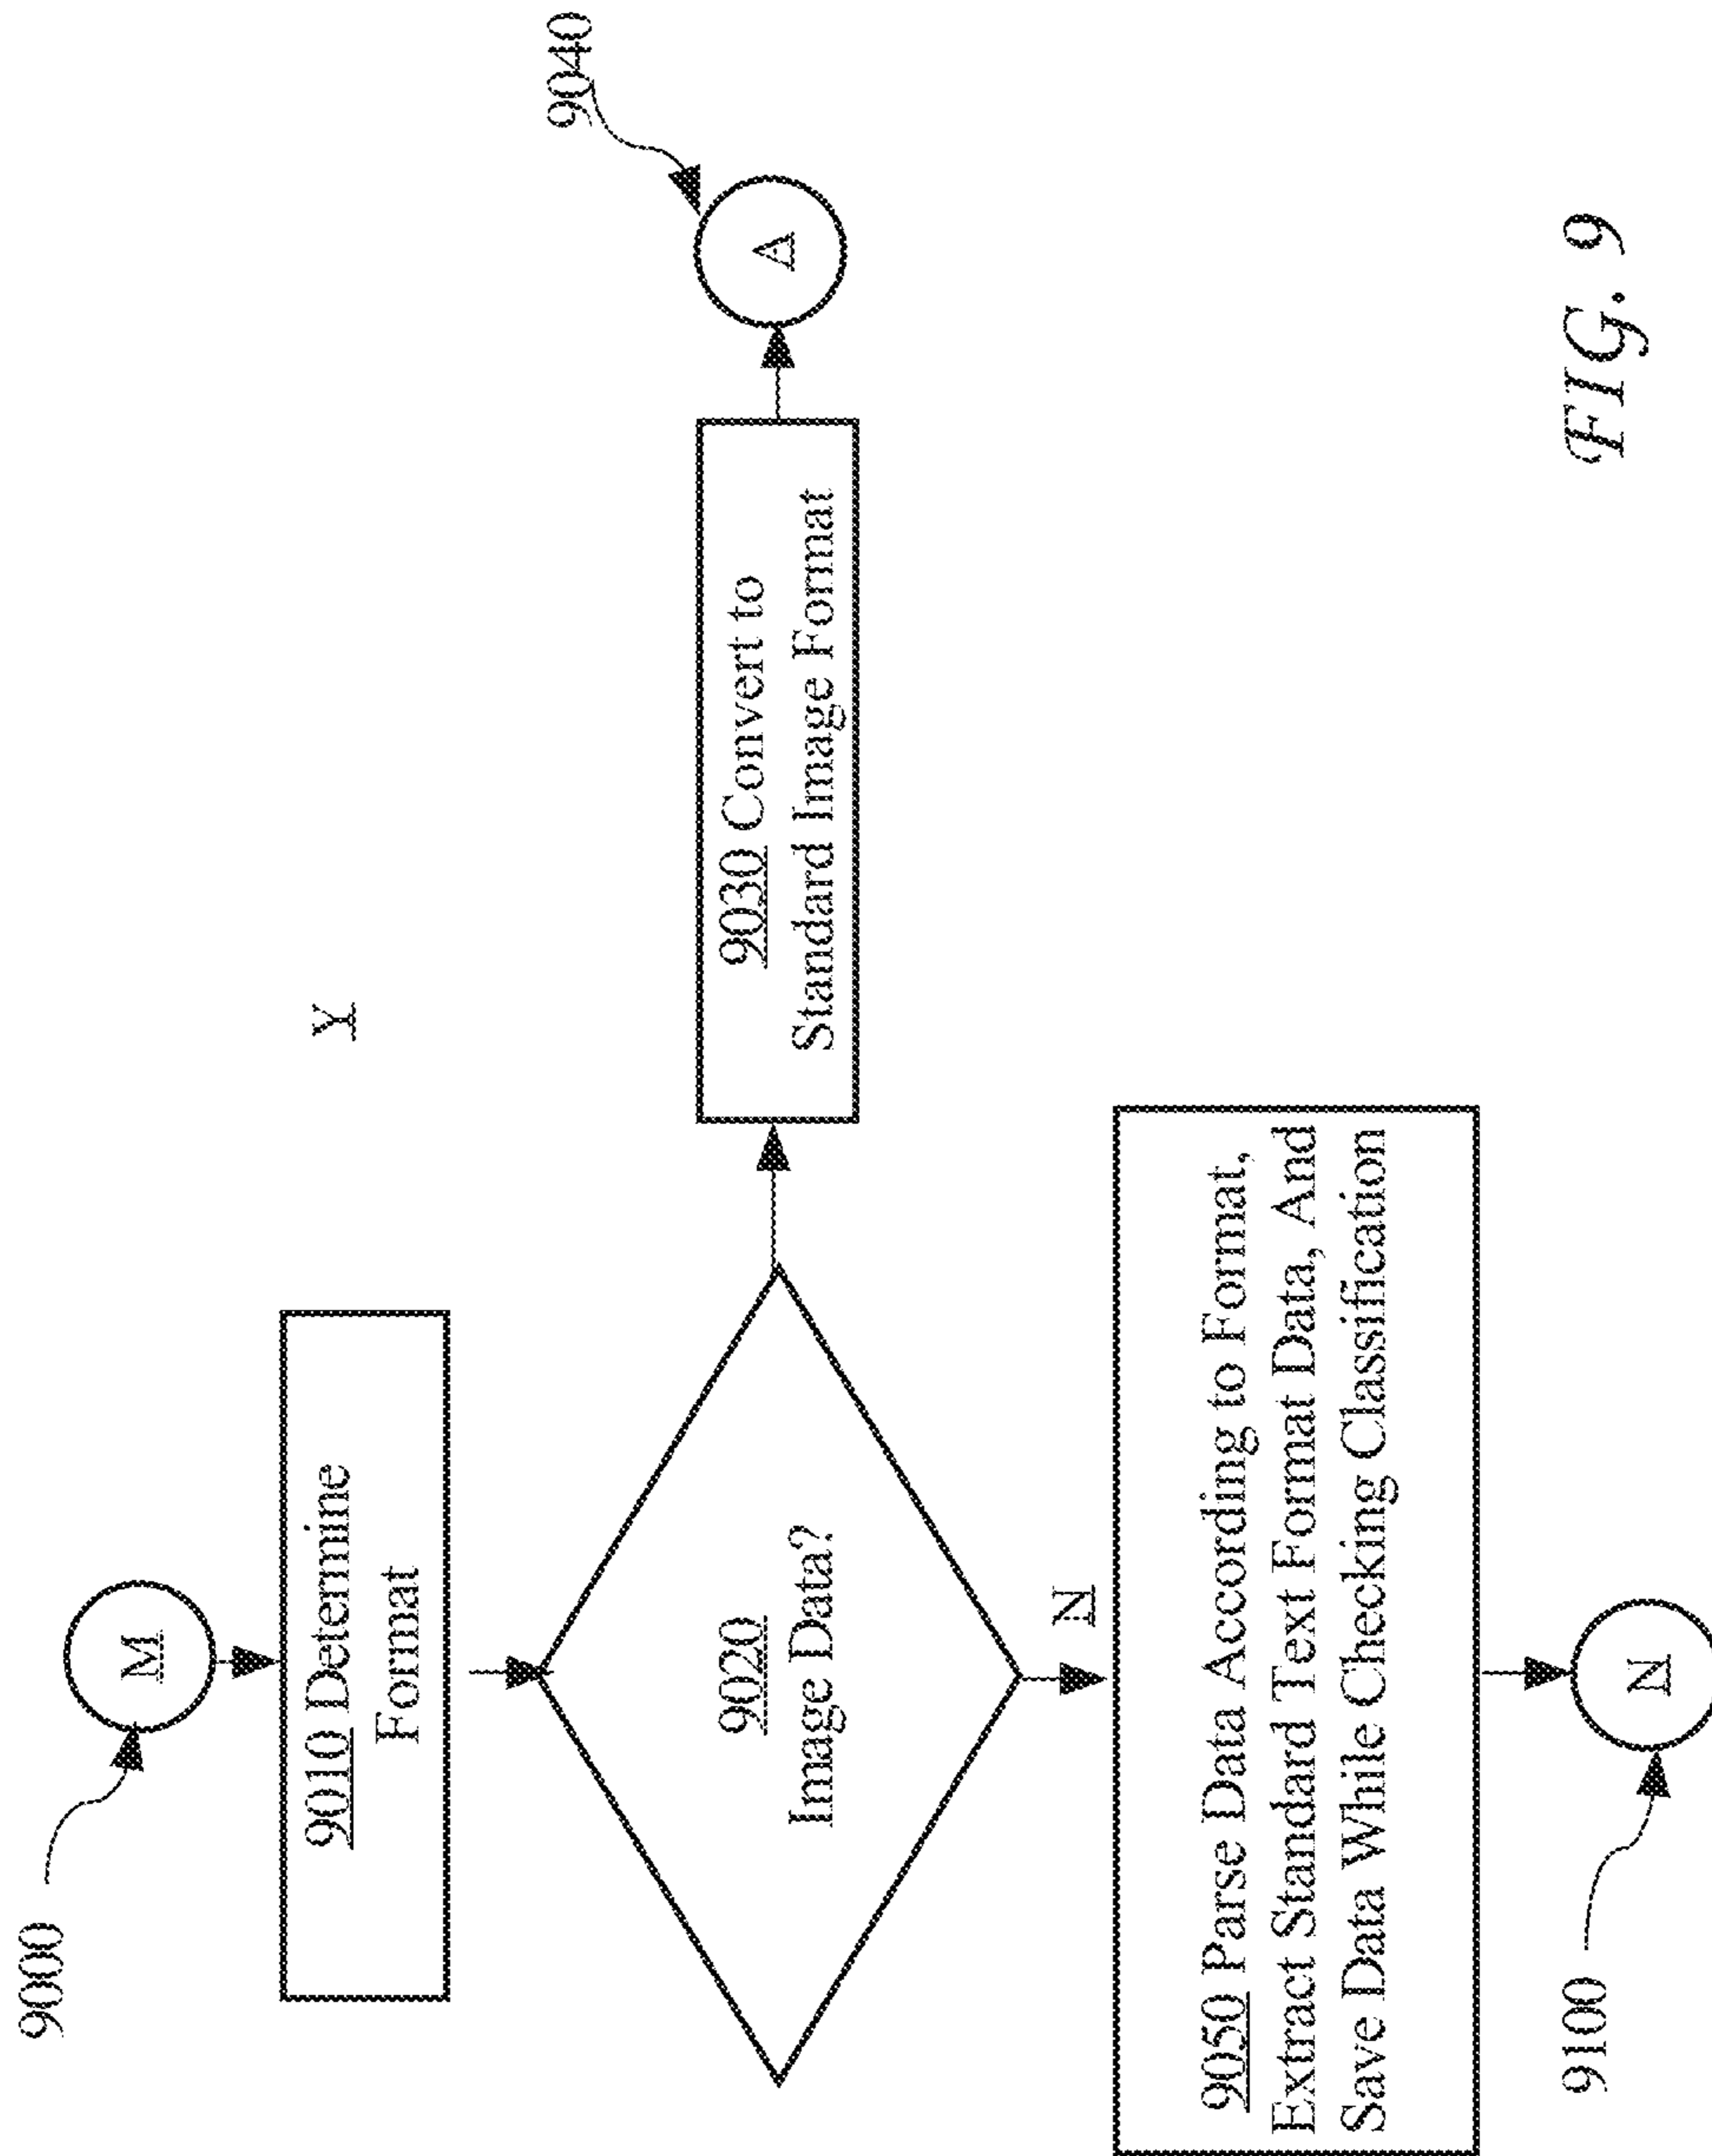 9000
M
9010 Determine
Format
Y
9020
Image Data?
9030 Convert to
Standard Image Format
A
9040
N
9050 Parse Data According to Format,
Extract Standard Text Format Data, And
Save Data While Checking Classification
9100
N
FIG. 9